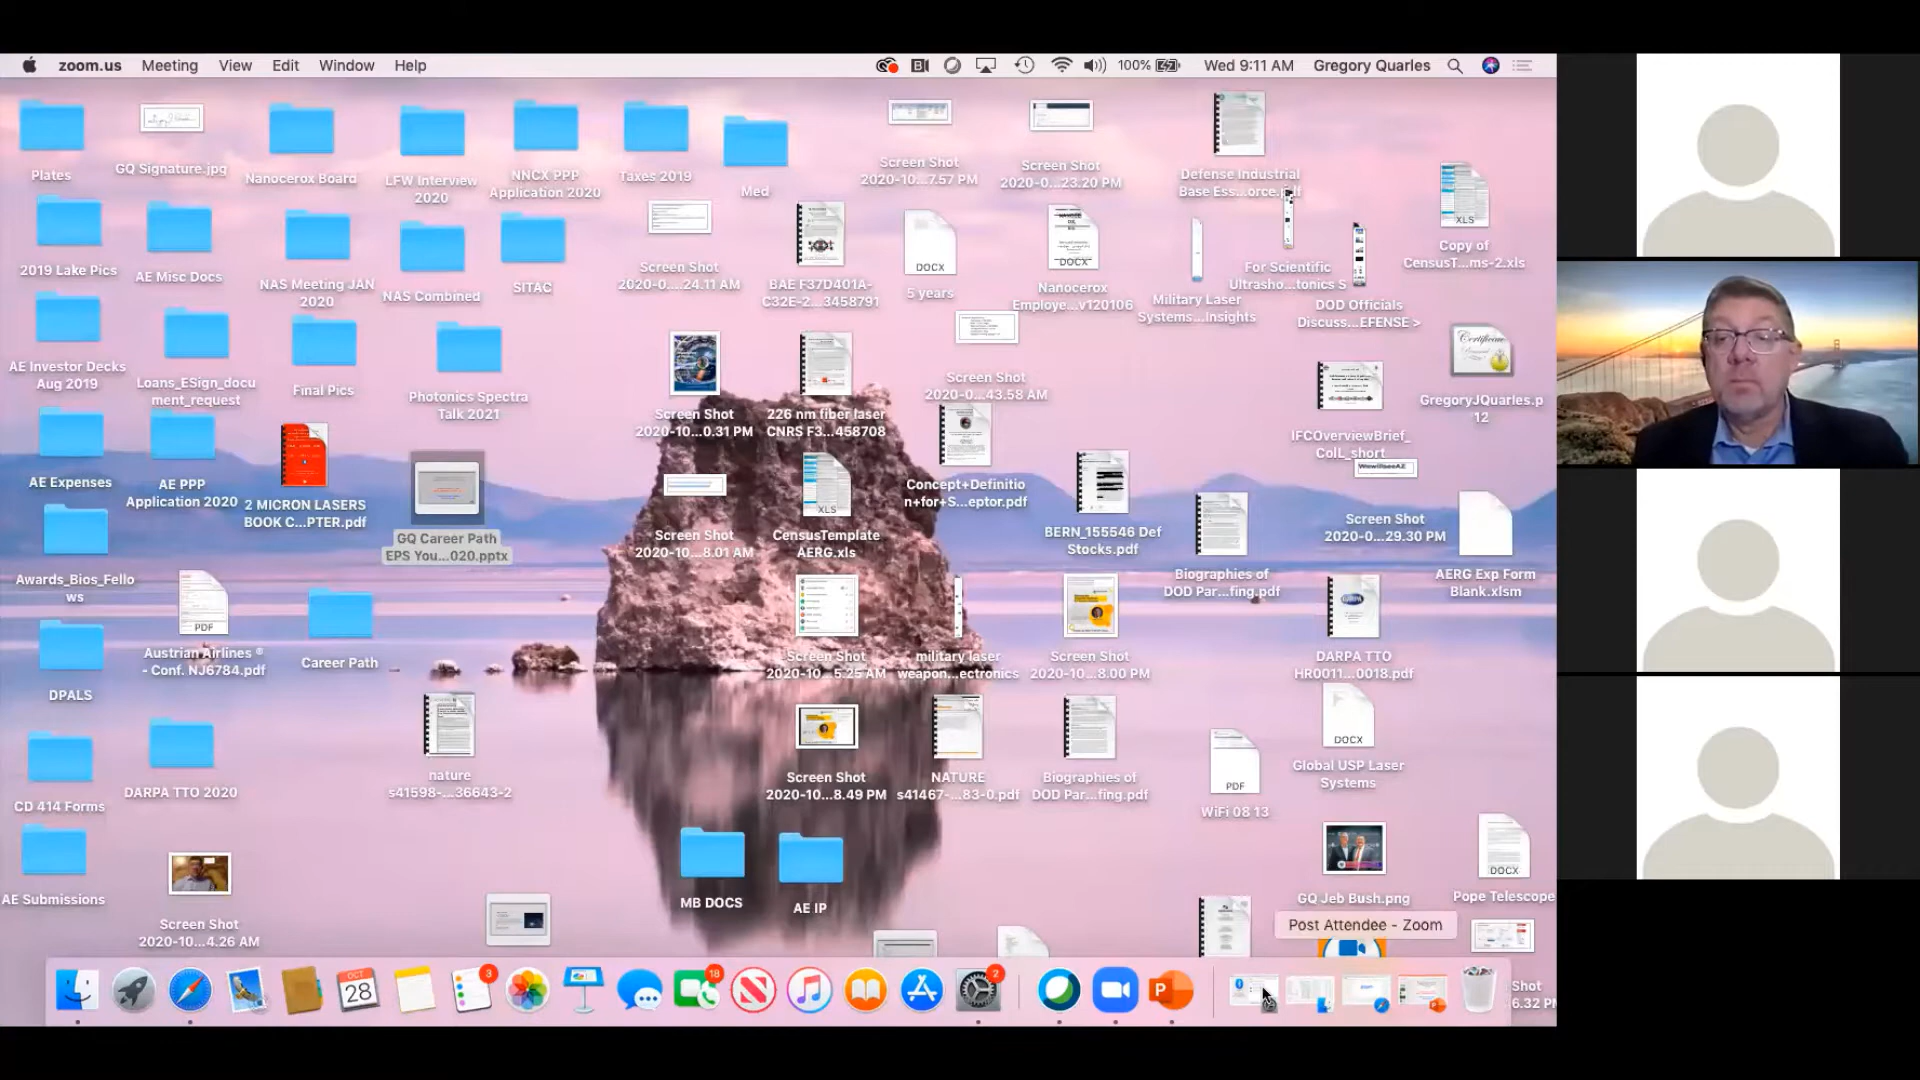 zoom.us Meeting View Edit Window Help
100% Wed 9:11 AM Gregory Quarles
Plates
GQ Signature.jpg
Nanocerox Board
LFW Interview
2020
NNCX PPP
Application 2020
Taxes 2019
Med
Screen Shot
2020-10...7.57 PM
Screen Shot
2020-0...23.20 PM
Defense Industrial
Base Ess...orce.
XLS
Copy of
CensusT...ms-2.xls
2019 Lake Pics
AE Misc Docs
NAS Meeting JAN
2020
NAS Combined
SITAC
Screen Shot
2020-0....24.11 AM
BAE F37D401A-
C32E-2...3458791
DOCX
5 years
DOCX
Nanocerox
Employe...v120106
Military Laser
Systems...Insights
For Scientific
Ultrasho...tonics S
DOD Officials
Discuss...EFENSE >
AE Investor Decks
Aug 2019
Loans_ESign_docu
ment_request
Final Pics
Photonics Spectra
Talk 2021
Screen Shot
2020-10...0.31 PM
226 nm fiber laser
CNRS F3...458708
Screen Shot
2020-0...43.58 AM
IFCOverviewBrief_
ColL_short
GregoryJQuarles.p
12
AE Expenses
AE PPP
Application 2020
2 MICRON LASERS
BOOK C...PTER.pdf
GQ Career Path
EPS You...020.pptx
Screen Shot
2020-10...8.01 AM
XLS
CensusTemplate
AERG.xls
Concept+Definitio
n+for+S...eptor.pdf
BERN_155546 Def
Stocks.pdf
Screen Shot
2020-0...29.30 PM
Biographies of
DOD Par...fing.pdf
AERG Exp Form
Blank.xlsm
Awards_Bios_Fello
ws
PDF
Austrian Airlines ®
- Conf. NJ6784.pdf
Career Path
Screen Shot
2020-10...5.25 AM
military laser
weapon...ectronics
Screen Shot
2020-10...8.00 PM
DARPA TTO
HR0011...0018.pdf
DPALS
DARPA TTO 2020
nature
s41598-...36643-2
Screen Shot
2020-10...8.49 PM
NATURE
s41467-...83-0.pdf
Biographies of
DOD Par...fing.pdf
PDF
WiFi 08 13
DOCX
Global USP Laser
Systems
CD 414 Forms
AE Submissions
Screen Shot
2020-10...4.26 AM
MB DOCS
AE IP
GQ Jeb Bush.png
DOCX
Pope Telescope
Post Attendee - Zoom
OCT
28
3
18
2
Shot
6.32 PM